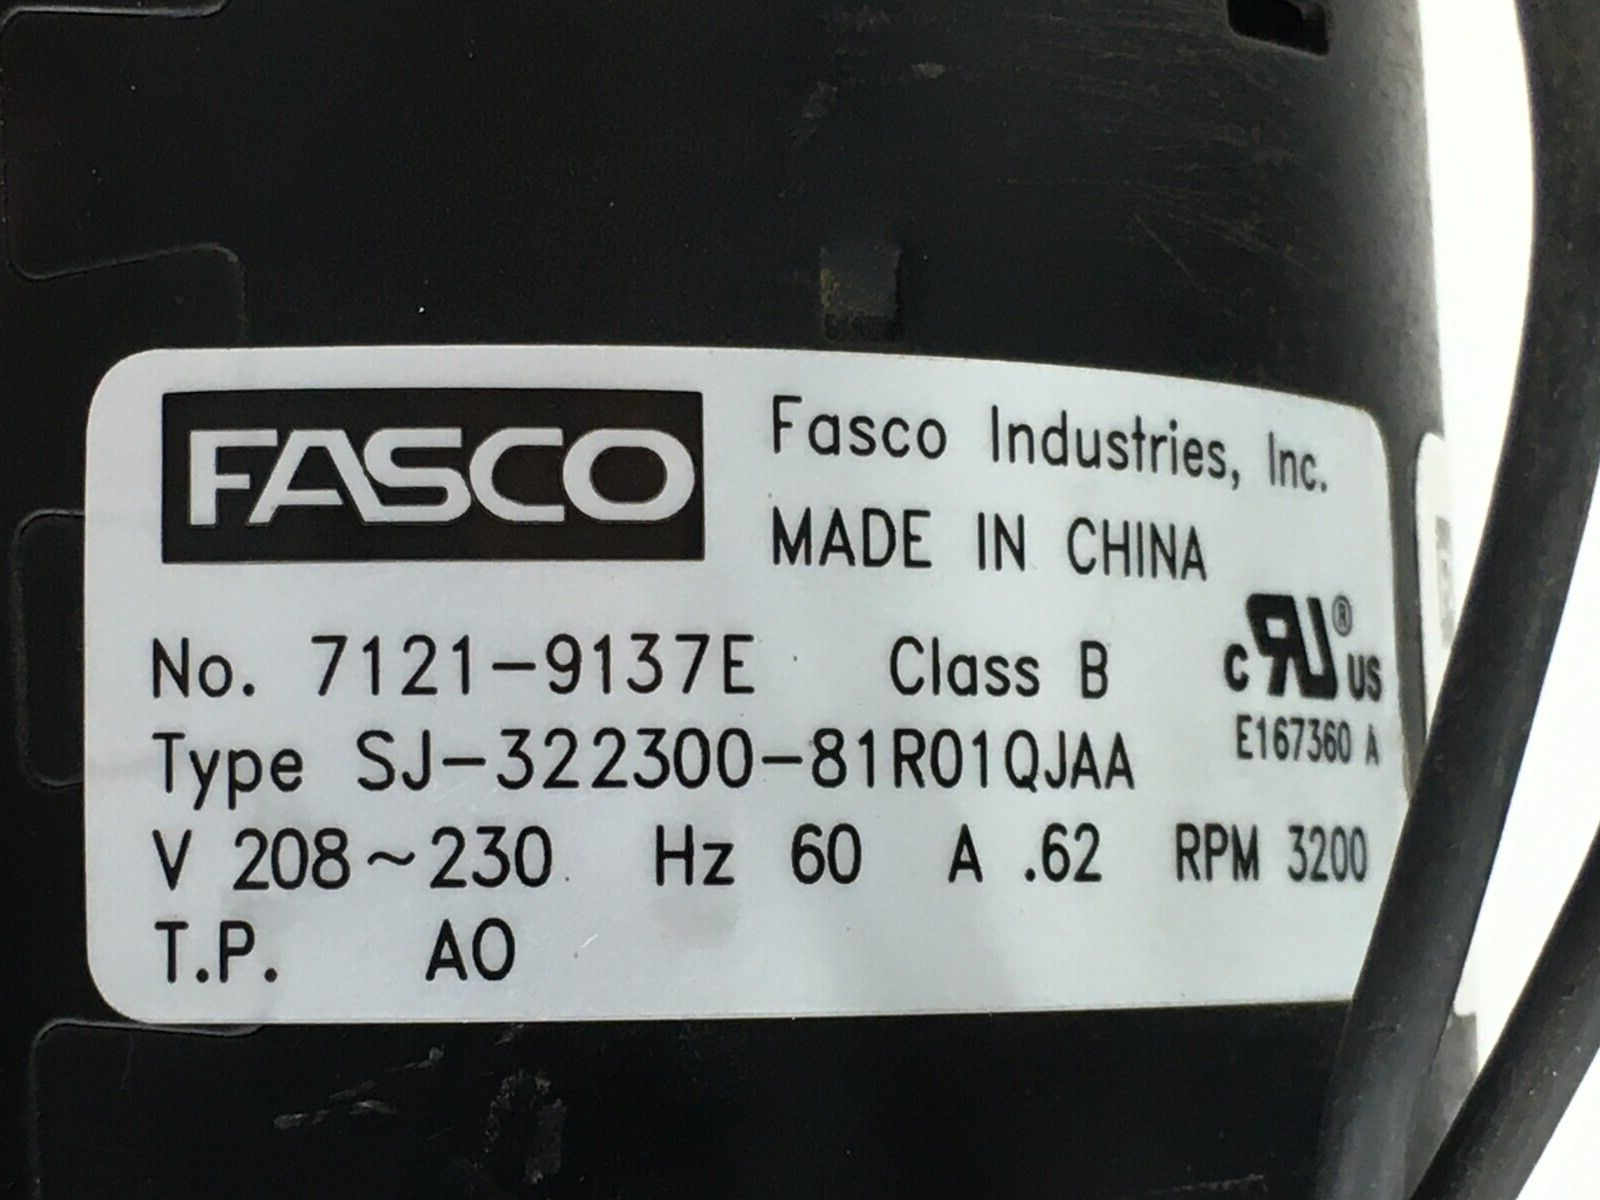 FASCO
Fasco Industries, Inc.
MADE IN CHINA
No. 7121-9137E Class B
c RU® US
E167360 A
Type SJ-322300-81R01QJAA
V 208~230 Hz 60 A .62 RPM 3200
T.P. AO